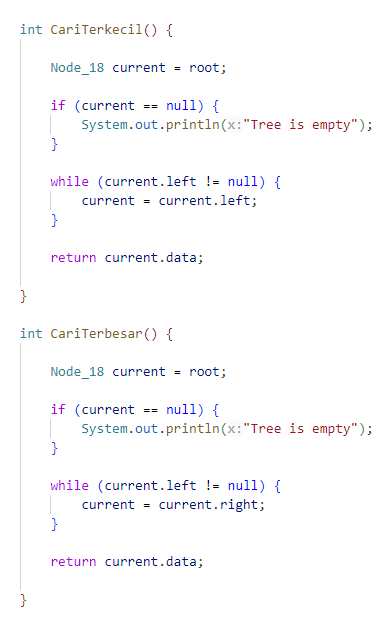 int CariTerkecil() {
Node_18 current = root;
if (current == null) {
System.out.println(x:"Tree is empty");
}
while (current.left != null) {
current = current.left;
}
return current.data;
}
int CariTerbesar() {
Node_18 current = root;
if (current == null) {
System.out.println(x:"Tree is empty");
}
while (current.left != null) {
current = current.right;
}
return current.data;
}